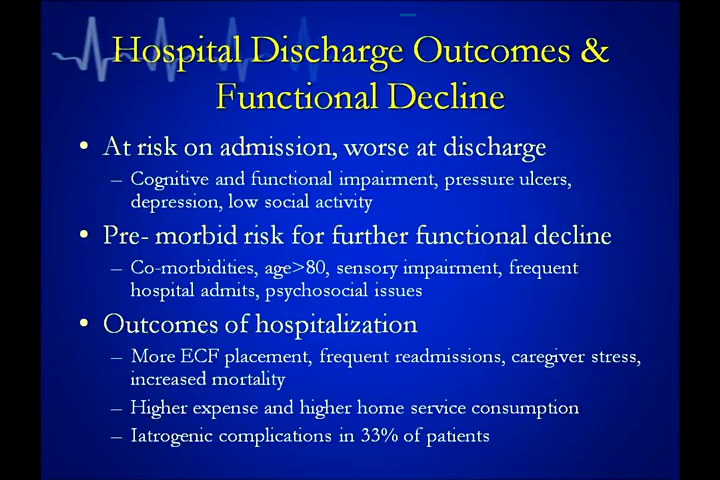 Hospital Discharge Outcomes &
Functional Decline
• At risk on admission, worse at discharge
– Cognitive and functional impairment, pressure ulcers,
depression, low social activity
• Pre- morbid risk for further functional decline
– Co-morbidities, age>80, sensory impairment, frequent
hospital admits, psychosocial issues
• Outcomes of hospitalization
– More ECF placement, frequent readmissions, caregiver stress,
increased mortality
– Higher expense and higher home service consumption
– Iatrogenic complications in 33% of patients